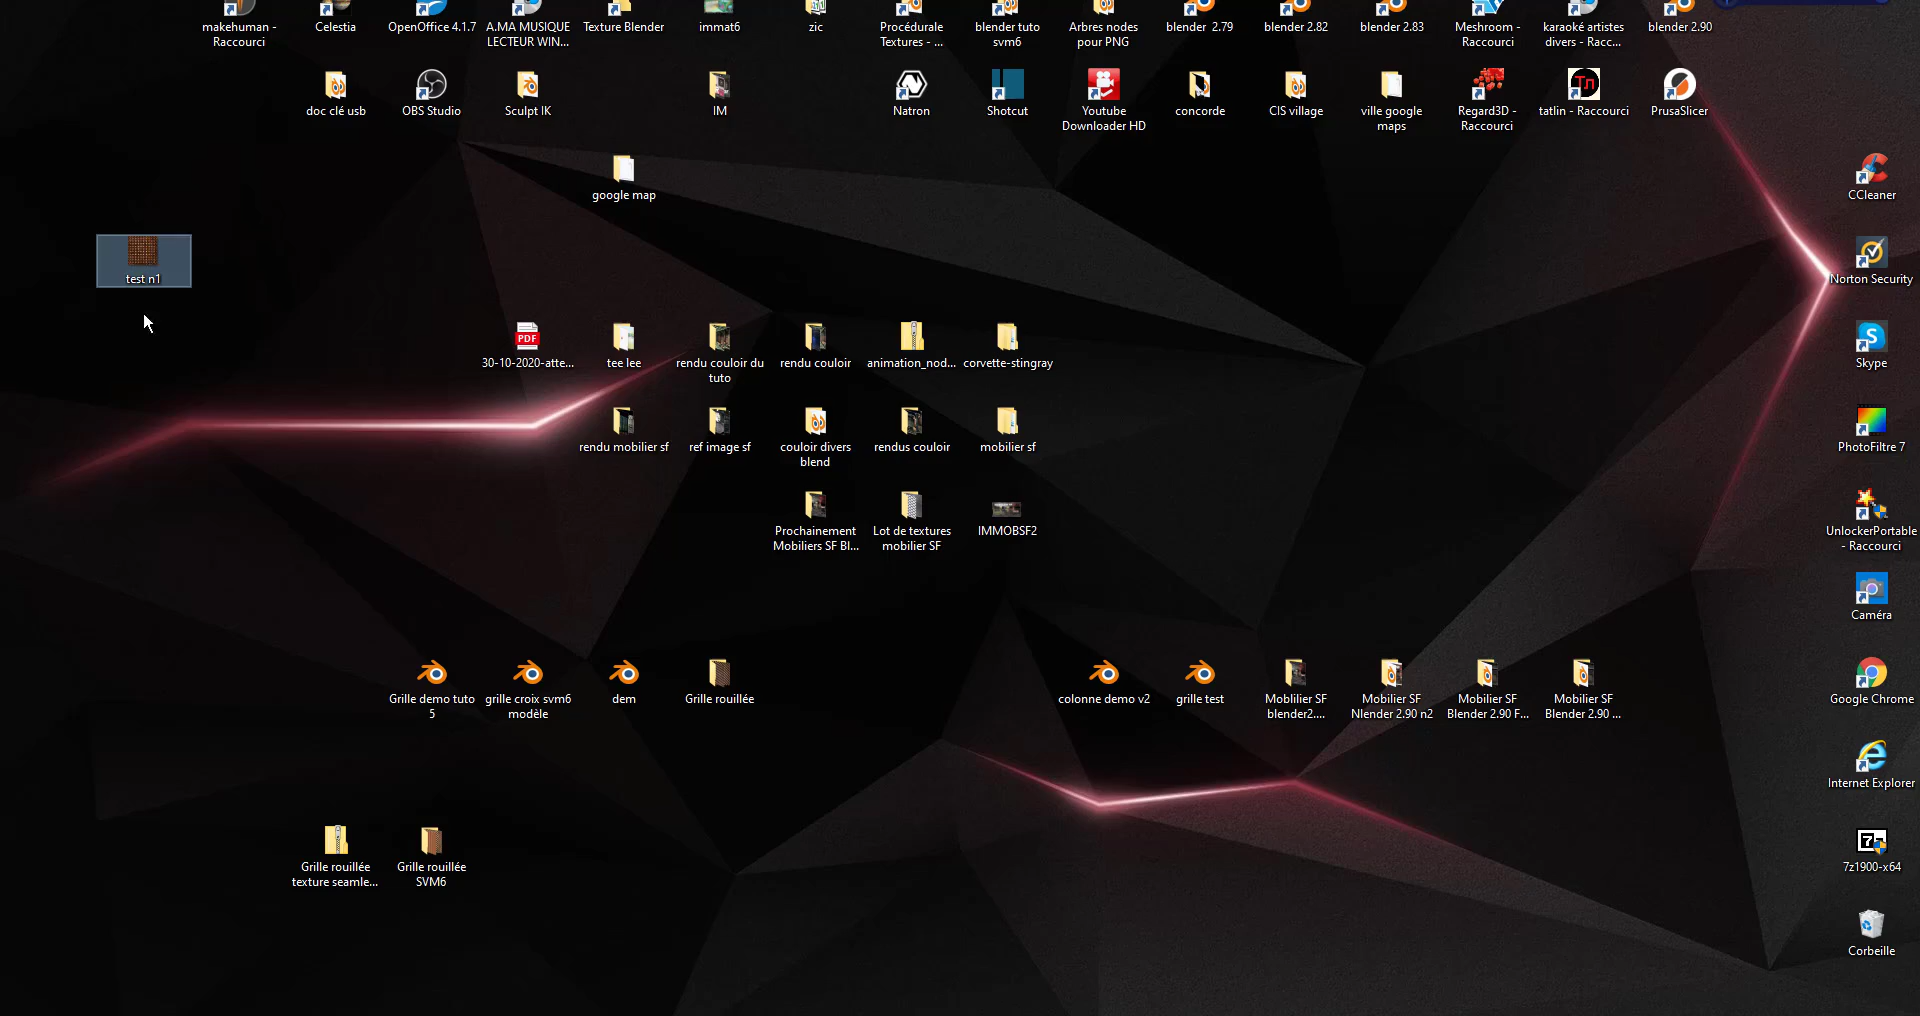 makehuman -
Raccourci
Celestia
OpenOffice 4.1.7
A.MA MUSIQUE
LECTEUR WIN...
Texture Blender
immat6
zic
Procédurale
Textures - ...
blender tuto
svm6
Arbres nodes
pour PNG
blender 2.79
blender 2.82
blender 2.83
Meshroom -
Raccourci
karaoké artistes
divers - Racc...
blender 2.90
doc clé usb
OBS Studio
Sculpt IK
IM
Natron
Shotcut
Youtube
Downloader HD
concorde
CIS village
ville google
maps
Regard3D -
Raccourci
tatlin - Raccourci
PrusaSlicer
google map
CCleaner
test n1
Norton Security
PDF
30-10-2020-atte...
tee lee
rendu couloir du
tuto
rendu couloir
animation_nod...
corvette-stingray
Skype
rendu mobilier sf
ref image sf
couloir divers
blend
rendus couloir
mobilier sf
PhotoFiltre 7
Prochainement
Mobiliers SF Bl...
Lot de textures
mobilier SF
IMMOBSF2
UnlockerPortable
- Raccourci
Caméra
Grille demo tuto
5
grille croix svm6
modèle
dem
Grille rouillée
colonne demo v2
grille test
Moblilier SF
blender2....
Mobilier SF
Nlender 2.90 n2
Mobilier SF
Blender 2.90 F...
Mobilier SF
Blender 2.90 ...
Google Chrome
Internet Explorer
Grille rouillée
texture seamle...
Grille rouillée
SVM6
7z
7z1900-x64
Corbeille